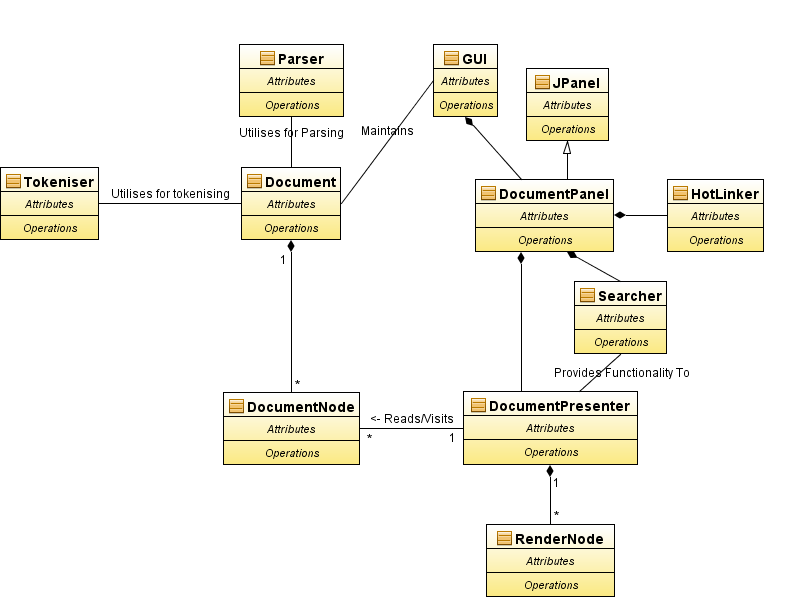 Parser
Attributes
Operations
GUI
Attributes
Operations
JPanel
Attributes
Operations
Utilises for Parsing
Maintains
Tokeniser
Attributes
Operations
Utilises for tokenising
Document
Attributes
Operations
DocumentPanel
Attributes
Operations
HotLinker
Attributes
Operations
1
Searcher
Attributes
Operations
Provides Functionality To
*
DocumentNode
Attributes
Operations
<- Reads/Visits
*
1
DocumentPresenter
Attributes
Operations
1
*
RenderNode
Attributes
Operations